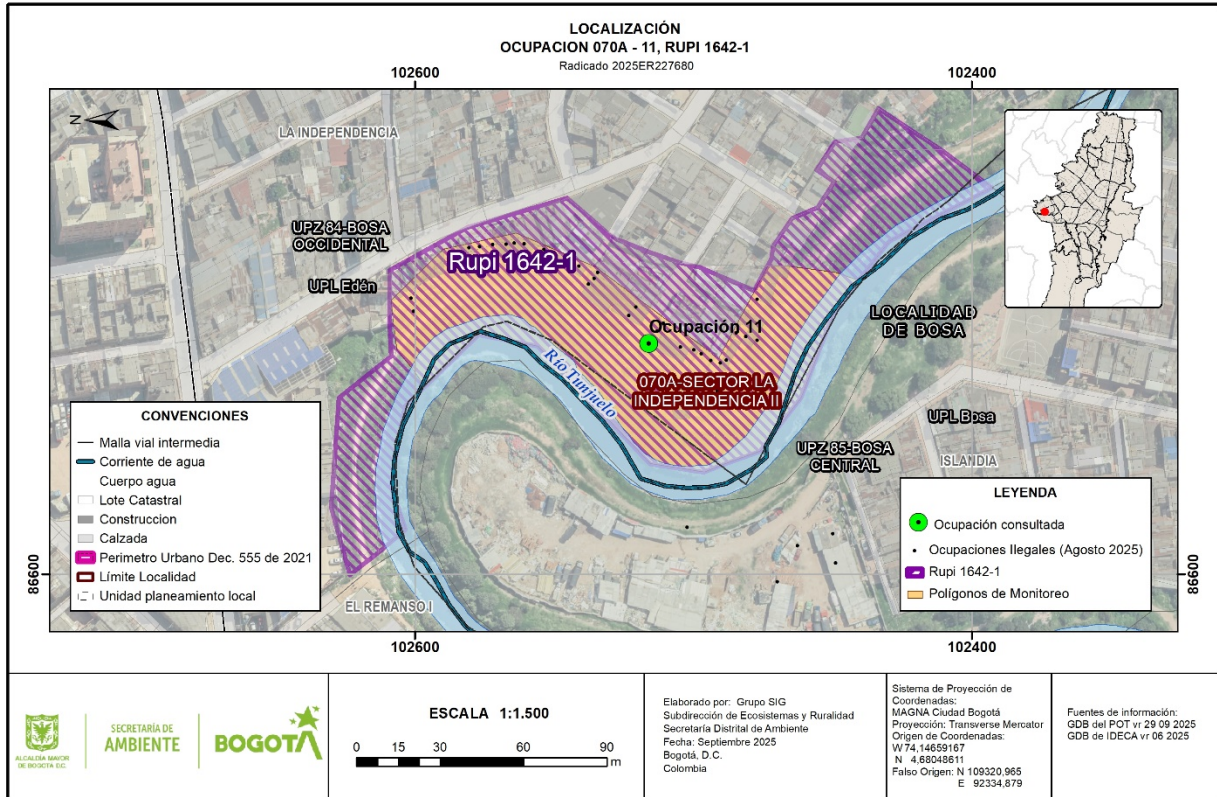 LOCALIZACIÓN
OCUPACION 070A - 11, RUPI 1642-1
Radicado 2025ER227680
102600
102400
N
LA INDEPENDENCIA
UPZ 84-BOSA
OCCIDENTAL
Rupi 1642-1
UPL Edén
Ocupación 11
LOCALIDAD
DE BOSA
Río Tunjuelo
070A-SECTOR LA
INDEPENDENCIA II
UPL Bosa
UPZ 85-BOSA
CENTRAL
ISLANDIA
CONVENCIONES
Malla vial intermedia
Corriente de agua
Cuerpo agua
Lote Catastral
Construccion
Calzada
Perimetro Urbano Dec. 555 de 2021
Límite Localidad
Unidad planeamiento local
LEYENDA
Ocupación consultada
Ocupaciones Ilegales (Agosto 2025)
Rupi 1642-1
Polígonos de Monitoreo
86600
86600
EL REMANSO I
102600
102400
ALCALDÍA MAYOR
DE BOGOTÁ D.C.
SECRETARÍA DE
AMBIENTE
BOGOTÁ
ESCALA 1:1.500
0 15 30 60 90
m
Elaborado por: Grupo SIG
Subdirección de Ecosistemas y Ruralidad
Secretaría Distrital de Ambiente
Fecha: Septiembre 2025
Bogotá, D.C.
Colombia
Sistema de Proyección de
Coordenadas:
MAGNA Ciudad Bogotá
Proyección: Transverse Mercator
Origen de Coordenadas:
W 74,14659167
N 4,68048611
Falso Origen: N 109320,965
E 92334,879
Fuentes de información:
GDB del POT vr 29 09 2025
GDB de IDECA vr 06 2025